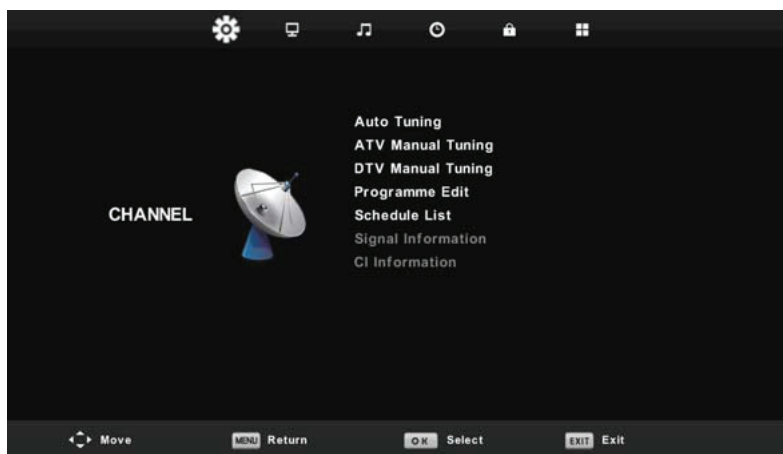 Auto Tuning
ATV Manual Tuning
DTV Manual Tuning
Programme Edit
CHANNEL
Schedule List
Signal Information
CI Information
Move MENU Return OK Select EXIT Exit